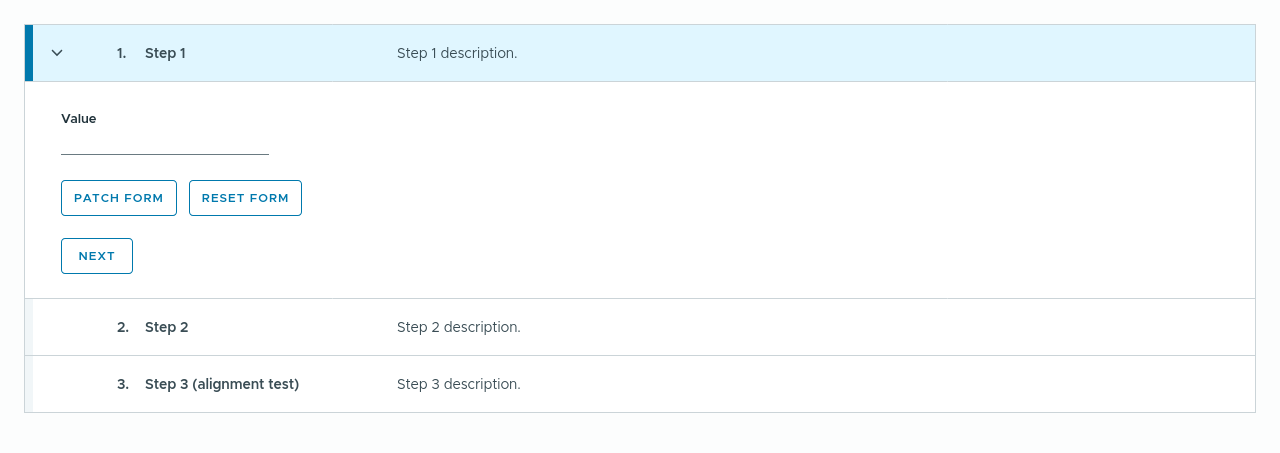 1. Step 1 Step 1 description.
Value
PATCH FORM RESET FORM
NEXT
2. Step 2 Step 2 description.
3. Step 3 (alignment test) Step 3 description.